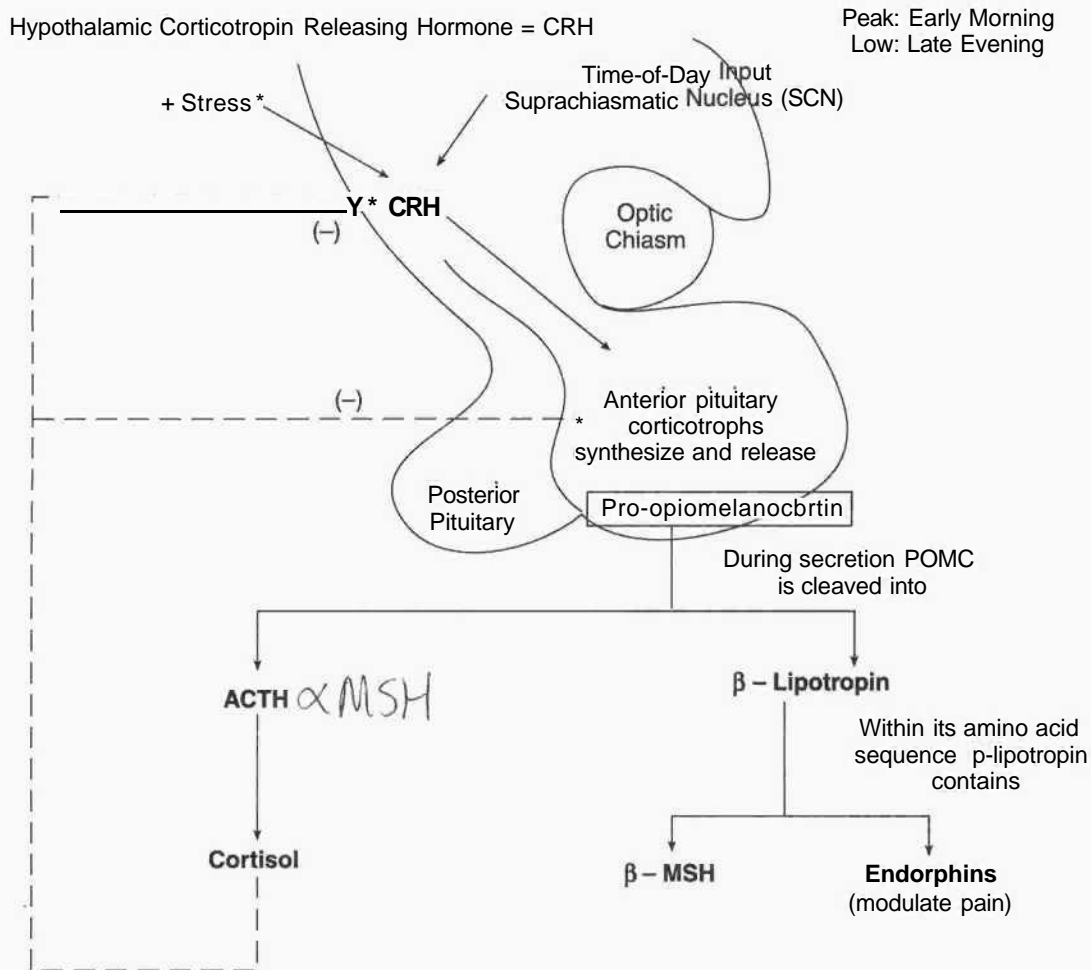 Hypothalamic Corticotropin Releasing Hormone = CRH
Peak: Early Morning
Low: Late Evening
Time-of-Day Input
Suprachiasmatic Nucleus (SCN)
+ Stress *
Y * CRH
(–)
Optic
Chiasm
(–)
Anterior pituitary
* corticotrophs
synthesize and release
Posterior
Pituitary
Pro-opiomelanocbrtin
During secretion POMC
is cleaved into
ACTH αMSH
β – Lipotropin
Within its amino acid
sequence p-lipotropin
contains
Cortisol
β – MSH
Endorphins
(modulate pain)